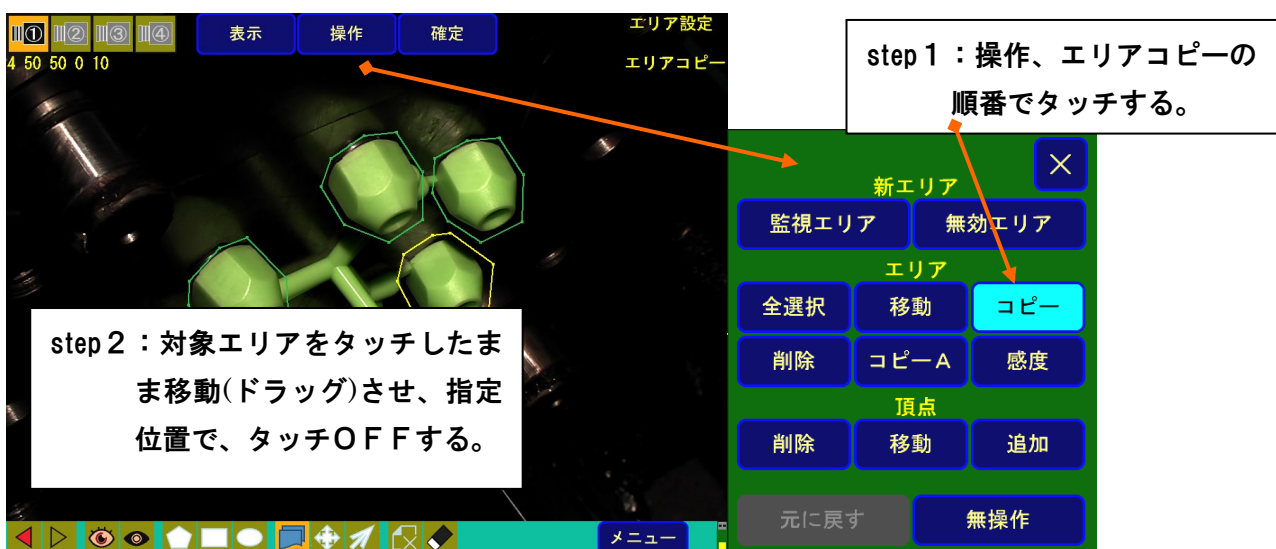 ① ② ③ ④
表示 操作 確定
エリア設定
4 50 50 0 10
エリアコピー
step１：操作、エリアコピーの
順番でタッチする。
×
新エリア
監視エリア 無効エリア
エリア
全選択 移動 コピー
削除 コピーＡ 感度
頂点
削除 移動 追加
元に戻す 無操作
step２：対象エリアをタッチしたま
ま移動(ドラッグ)させ、指定
位置で、タッチＯＦＦする。
メニュー